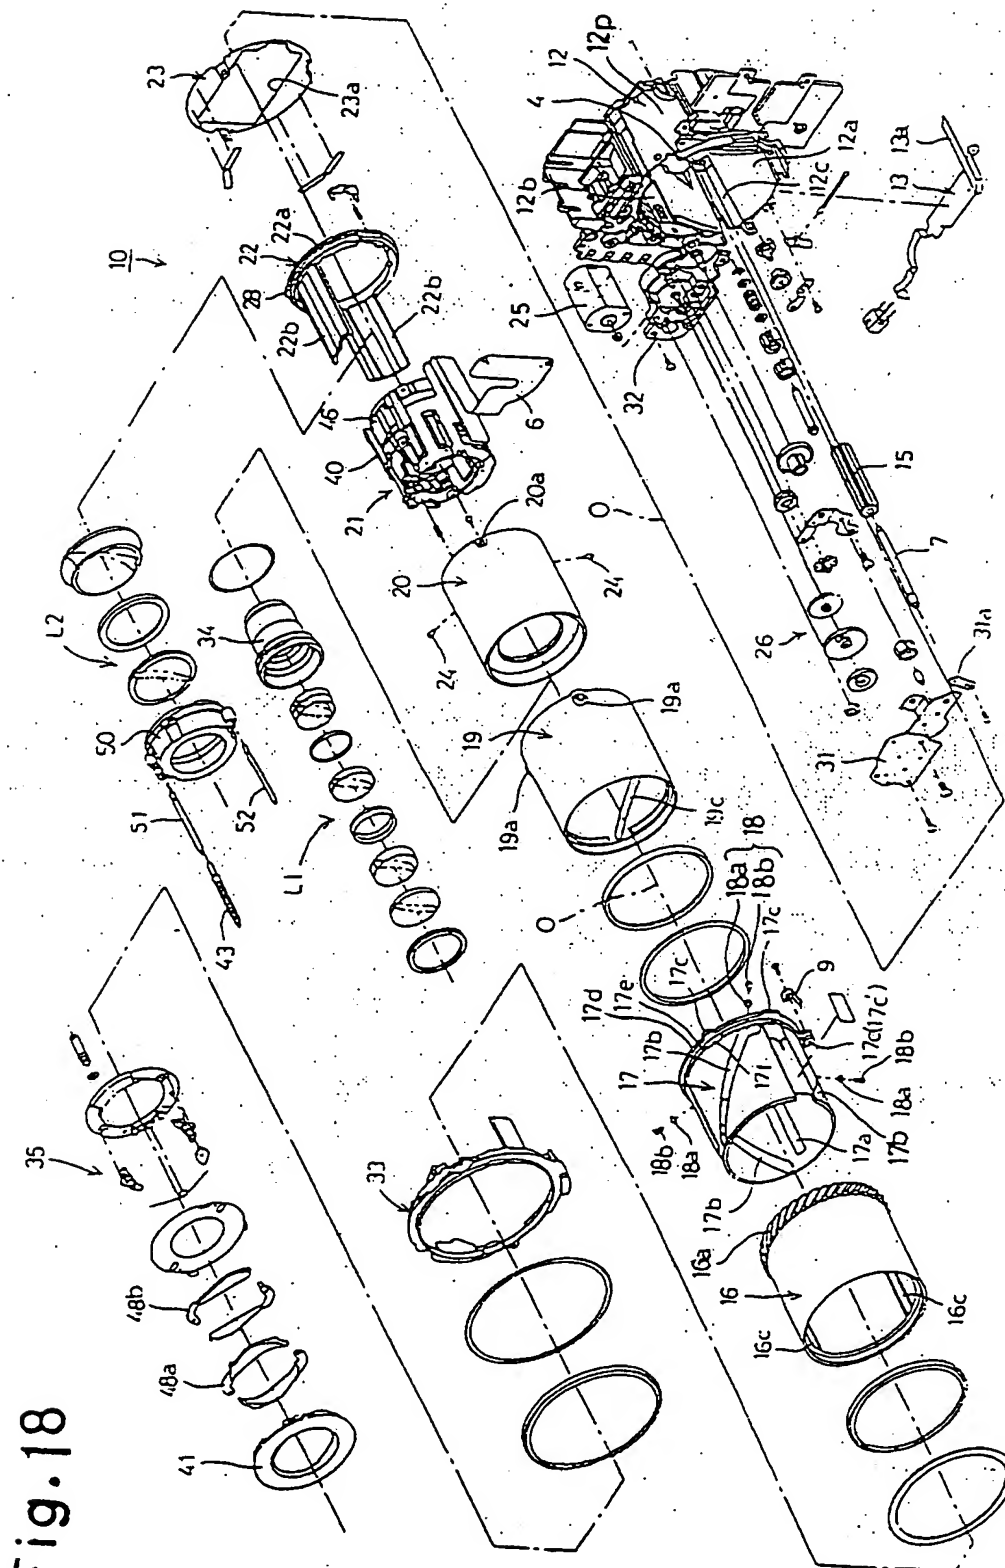 Fig.18
10
23
23a
22
22a
28
22b
22b
46
40
21
6
20
20a
24
24
L2
50
51
52
43
34
L1
19
19a
19a
19c
O
O
35
48b
48a
41
33
18a
18b
18
17c
17e
17d
17b
17
17f
17c
9
17d(17c')
18b
18a
17b
17a
17b
18b
18a
16a
16
16c
16c
12p
12
4
12b
12a
12c
13a
13
25
32
15
7
26
31a
31